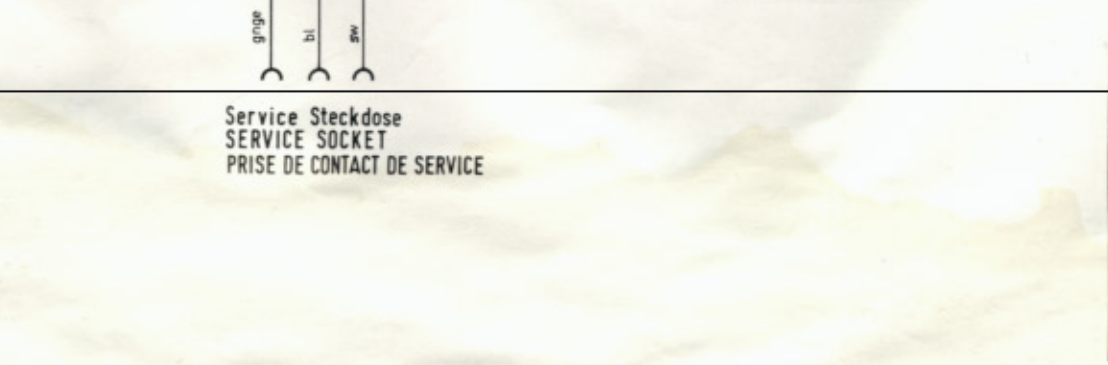 gnge
bl
sw
Service Steckdose
SERVICE SOCKET
PRISE DE CONTACT DE SERVICE